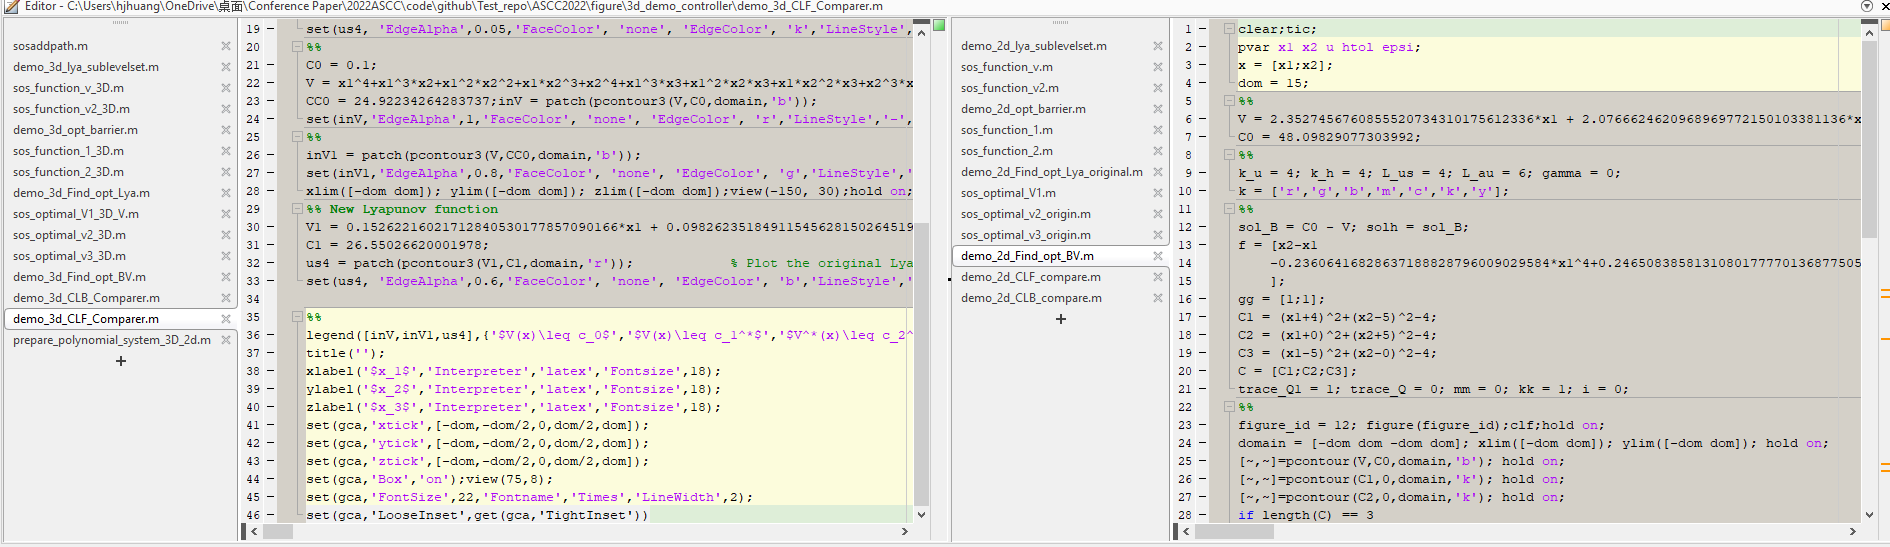 Editor - C:\Users\hjhuang\OneDrive\桌面\Conference Paper\2022ASCC\code\github\Test_repo\ASCC2022\figure\3d_demo_controller\demo_3d_CLF_Comparer.m
sosaddpath.m
demo_3d_lya_sublevelset.m
sos_function_v_3D.m
sos_function_v2_3D.m
demo_3d_opt_barrier.m
sos_function_1_3D.m
sos_function_2_3D.m
demo_3d_Find_opt_Lya.m
sos_optimal_V1_3D_V.m
sos_optimal_v2_3D.m
sos_optimal_v3_3D.m
demo_3d_Find_opt_BV.m
demo_3d_CLB_Comparer.m
demo_3d_CLF_Comparer.m
prepare_polynomial_system_3D_2d.m
19 set(us4, 'EdgeAlpha',0.05,'FaceColor', 'none', 'EdgeColor', 'k','LineStyle',
20 %%
21 C0 = 0.1;
22 V = x1^4+x1^3*x2+x1^2*x2^2+x1*x2^3+x2^4+x1^3*x3+x1^2*x2*x3+x1*x2^2*x3+x2^3*x
23 CC0 = 24.92234264283737;inV = patch(pcontour3(V,C0,domain,'b'));
24 set(inV,'EdgeAlpha',1,'FaceColor', 'none', 'EdgeColor', 'r','LineStyle','-',
25 %%
26 inV1 = patch(pcontour3(V,CC0,domain,'b'));
27 set(inV1,'EdgeAlpha',0.8,'FaceColor', 'none', 'EdgeColor', 'g','LineStyle','
28 xlim([-dom dom]); ylim([-dom dom]); zlim([-dom dom]);view(-150, 30);hold on;
29 %% New Lyapunov function
30 V1 = 0.15262216021712840530177857090166*x1 + 0.09826235184911545628150264519
31 C1 = 26.55026620001978;
32 us4 = patch(pcontour3(V1,C1,domain,'r')); % Plot the original Lya
33 set(us4, 'EdgeAlpha',0.6,'FaceColor', 'none', 'EdgeColor', 'b','LineStyle','
34
35 %%
36 legend([inV,inV1,us4],{'$V(x)\leq c_0$','$V(x)\leq c_1^*$','$V^*(x)\leq c_2^
37 title('');
38 xlabel('$x_1$','Interpreter','latex','Fontsize',18);
39 ylabel('$x_2$','Interpreter','latex','Fontsize',18);
40 zlabel('$x_3$','Interpreter','latex','Fontsize',18);
41 set(gca,'xtick',[-dom,-dom/2,0,dom/2,dom]);
42 set(gca,'ytick',[-dom,-dom/2,0,dom/2,dom]);
43 set(gca,'ztick',[-dom,-dom/2,0,dom/2,dom]);
44 set(gca,'Box','on');view(75,8);
45 set(gca,'FontSize',22,'Fontname','Times','LineWidth',2);
46 set(gca,'LooseInset',get(gca,'TightInset'))
demo_2d_lya_sublevelset.m
sos_function_v.m
sos_function_v2.m
demo_2d_opt_barrier.m
sos_function_1.m
sos_function_2.m
demo_2d_Find_opt_Lya_original.m
sos_optimal_V1.m
sos_optimal_v2_origin.m
sos_optimal_v3_origin.m
demo_2d_Find_opt_BV.m
demo_2d_CLF_compare.m
demo_2d_CLB_compare.m
1 clear;tic;
2 pvar x1 x2 u htol epsi;
3 x = [x1;x2];
4 dom = 15;
5 %%
6 V = 2.3527456760855520734310175612336*x1 + 2.0766624620968969772150103381136*x
7 C0 = 48.09829077303992;
8 %%
9 k_u = 4; k_h = 4; L_us = 4; L_au = 6; gamma = 0;
10 k = ['r','g','b','m','c','k','y'];
11 %%
12 sol_B = C0 - V; solh = sol_B;
13 f = [x2-x1
14 -0.23606416828637188828796009029584*x1^4+0.2465083858131080177770136877505
15 ];
16 gg = [1;1];
17 C1 = (x1+4)^2+(x2-5)^2-4;
18 C2 = (x1+0)^2+(x2+5)^2-4;
19 C3 = (x1-5)^2+(x2-0)^2-4;
20 C = [C1;C2;C3];
21 trace_Q1 = 1; trace_Q = 0; mm = 0; kk = 1; i = 0;
22 %%
23 figure_id = 12; figure(figure_id);clf;hold on;
24 domain = [-dom dom -dom dom]; xlim([-dom dom]); ylim([-dom dom]); hold on;
25 [~,~]=pcontour(V,C0,domain,'b'); hold on;
26 [~,~]=pcontour(C1,0,domain,'k'); hold on;
27 [~,~]=pcontour(C2,0,domain,'k'); hold on;
28 if length(C) == 3